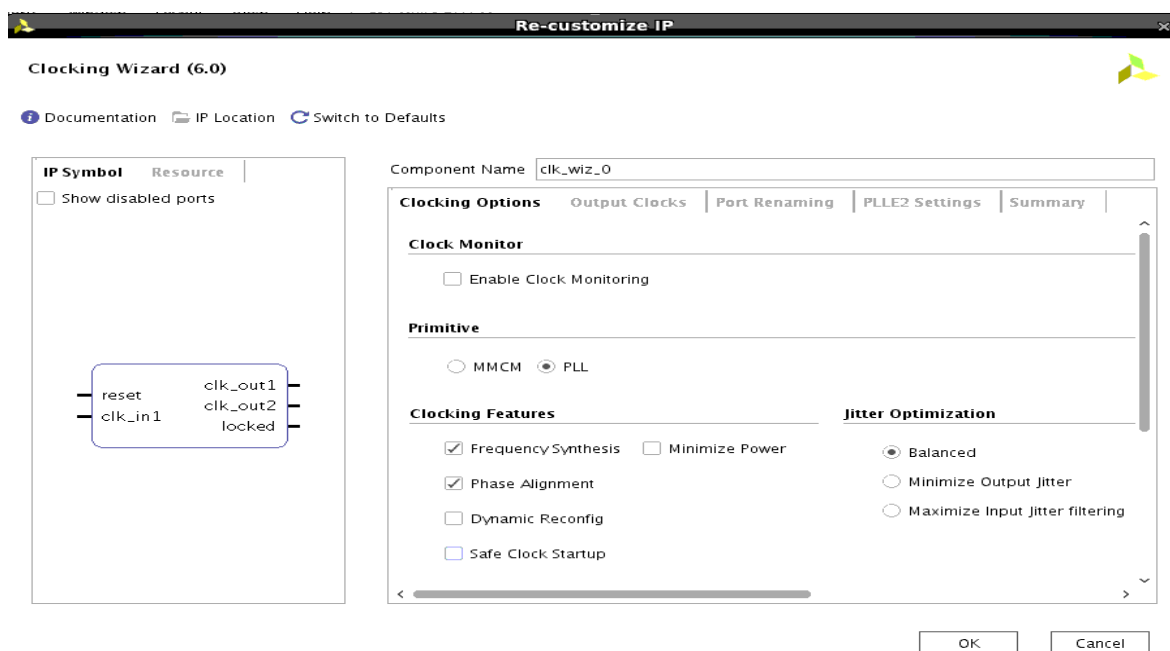 Re-customize IP
Clocking Wizard (6.0)
Documentation IP Location Switch to Defaults
IP Symbol Resource
Show disabled ports
reset
clk_in1
clk_out1
clk_out2
locked
Component Name clk_wiz_0
Clocking Options Output Clocks Port Renaming PLLE2 Settings Summary
Clock Monitor
Enable Clock Monitoring
Primitive
MMCM PLL
Clocking Features
Frequency Synthesis Minimize Power
Phase Alignment
Dynamic Reconfig
Safe Clock Startup
Jitter Optimization
Balanced
Minimize Output Jitter
Maximize Input Jitter filtering
OK Cancel